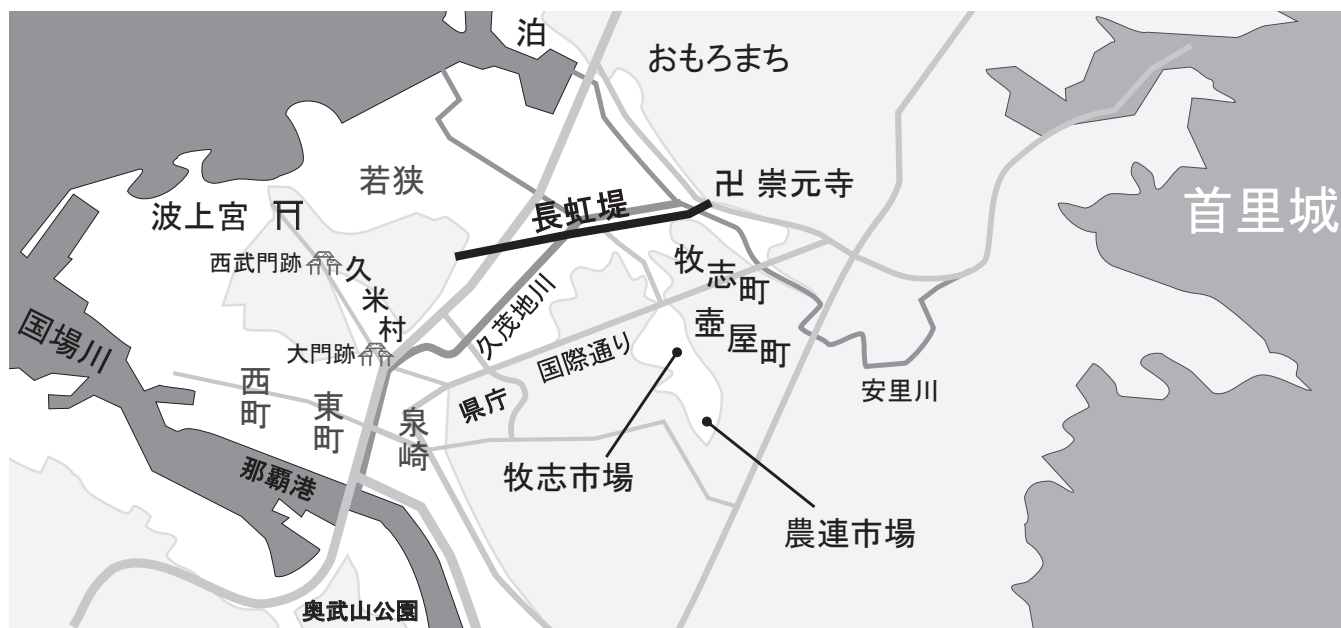 泊
おもろまち
若狭
長虹堤
卍 崇元寺
首里城
波上宮
西武門跡
久米村
牧志町
国場川
久茂地川
壺屋町
大門跡
国際通り
安里川
西町
東町
県庁
泉崎
那覇港
牧志市場
農連市場
奥武山公園